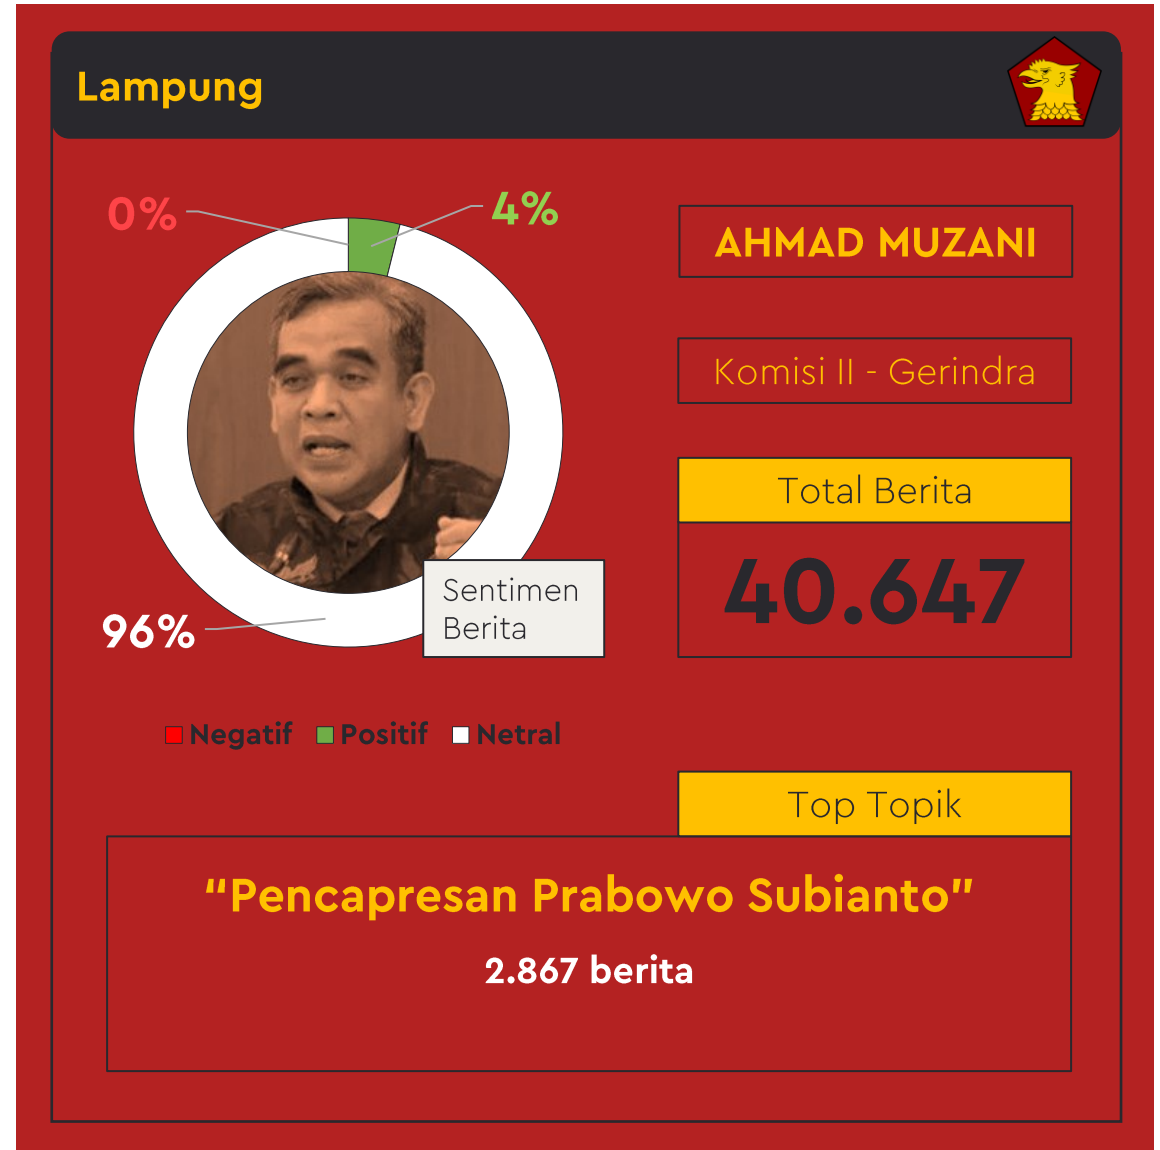 Lampung
0%
4%
96%
Sentimen
Berita
Negatif Positif Netral
AHMAD MUZANI
Komisi II - Gerindra
Total Berita
40.647
Top Topik
“Pencapresan Prabowo Subianto”
2.867 berita